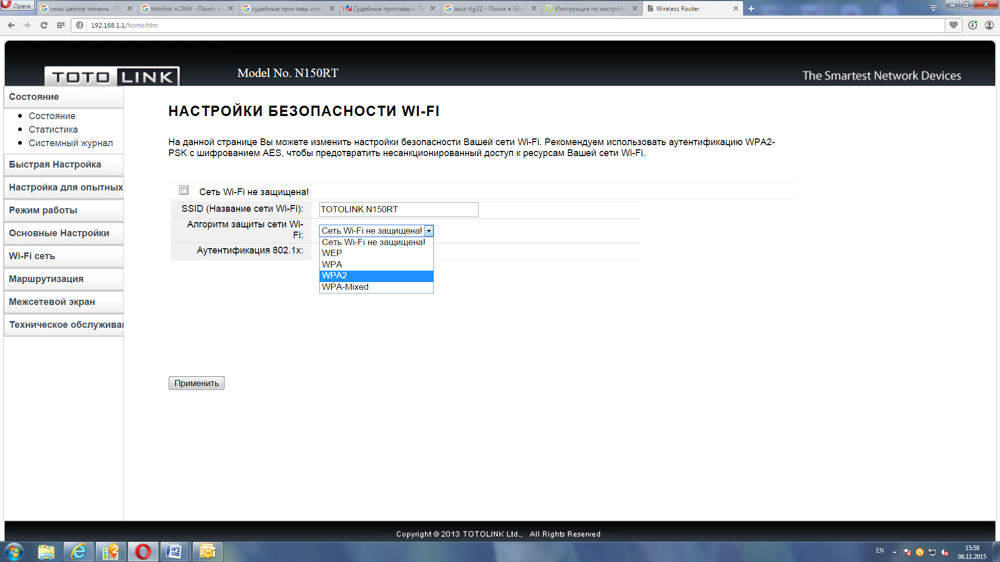 Opera
семь цветов тюмень - По
totolink n150rt - Поиск в
судебные приставы исет
Судебные приставы г. Тю
asus rtg32 - Поиск в Goo
Инструкция по настройк
Wireless Router
192.168.1.1/home.htm
TOTO LINK
Model No. N150RT
The Smartest Network Devices
Состояние
Состояние
Статистика
Системный журнал
Быстрая Настройка
Настройка для опытных
Режим работы
Основные Настройки
Wi-Fi сеть
Маршрутизация
Межсетевой экран
Техническое обслужива
НАСТРОЙКИ БЕЗОПАСНОСТИ WI-FI
На данной странице Вы можете изменить настройки безопасности Вашей сети Wi-Fi. Рекомендуем использовать аутентификацию WPA2-
PSK с шифрованием AES, чтобы предотвратить несанкционированный доступ к ресурсам Вашей сети Wi-Fi.
Сеть Wi-Fi не защищена!
SSID (Название сети Wi-Fi): TOTOLINK N150RT
Алгоритм защиты сети Wi-
Fi:
Сеть Wi-Fi не защищена!
Сеть Wi-Fi не защищена!
WEP
WPA
WPA2
WPA-Mixed
Аутентификация 802.1x:
Применить
Copyright © 2013 TOTOLINK Ltd., All Rights Reserved
EN
15:58
06.11.2015